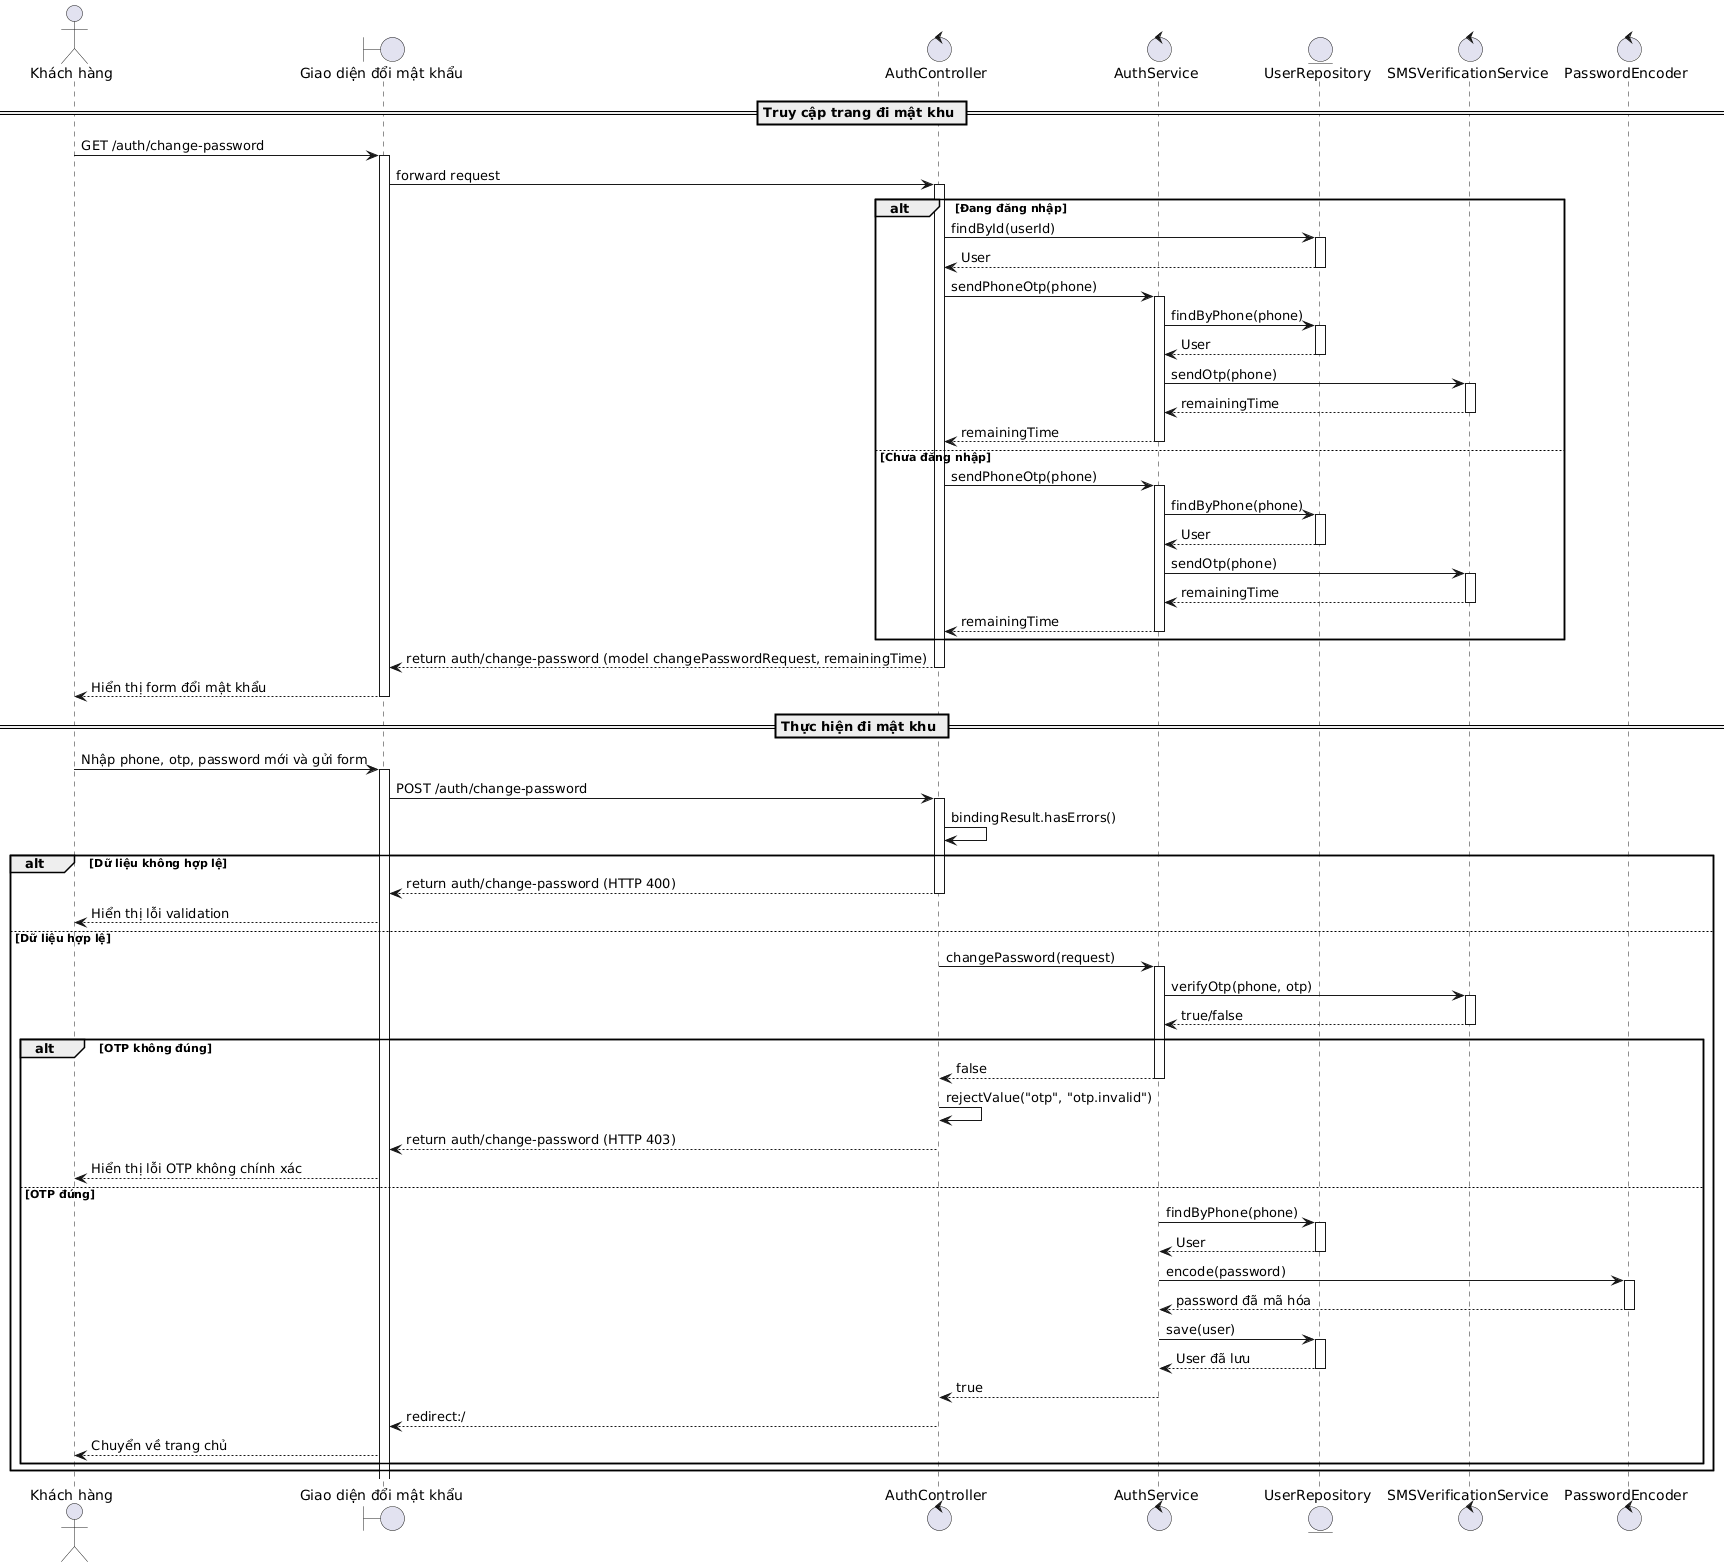 Khách hàng
Giao diện đổi mật khẩu
AuthController
AuthService
UserRepository
SMSVerificationService
PasswordEncoder
Truy cập trang đi mật khu
GET /auth/change-password
forward request
alt
[Đang đăng nhập]
findById(userId)
User
sendPhoneOtp(phone)
findByPhone(phone)
User
sendOtp(phone)
remainingTime
remainingTime
[Chưa đăng nhập]
sendPhoneOtp(phone)
findByPhone(phone)
User
sendOtp(phone)
remainingTime
remainingTime
return auth/change-password (model changePasswordRequest, remainingTime)
Hiển thị form đổi mật khẩu
Thực hiện đi mật khu
Nhập phone, otp, password mới và gửi form
POST /auth/change-password
bindingResult.hasErrors()
alt
[Dữ liệu không hợp lệ]
return auth/change-password (HTTP 400)
Hiển thị lỗi validation
[Dữ liệu hợp lệ]
changePassword(request)
verifyOtp(phone, otp)
true/false
alt
[OTP không đúng]
false
rejectValue("otp", "otp.invalid")
return auth/change-password (HTTP 403)
Hiển thị lỗi OTP không chính xác
[OTP đúng]
findByPhone(phone)
User
encode(password)
password đã mã hóa
save(user)
User đã lưu
true
redirect:/
Chuyển về trang chủ
Khách hàng
Giao diện đổi mật khẩu
AuthController
AuthService
UserRepository
SMSVerificationService
PasswordEncoder